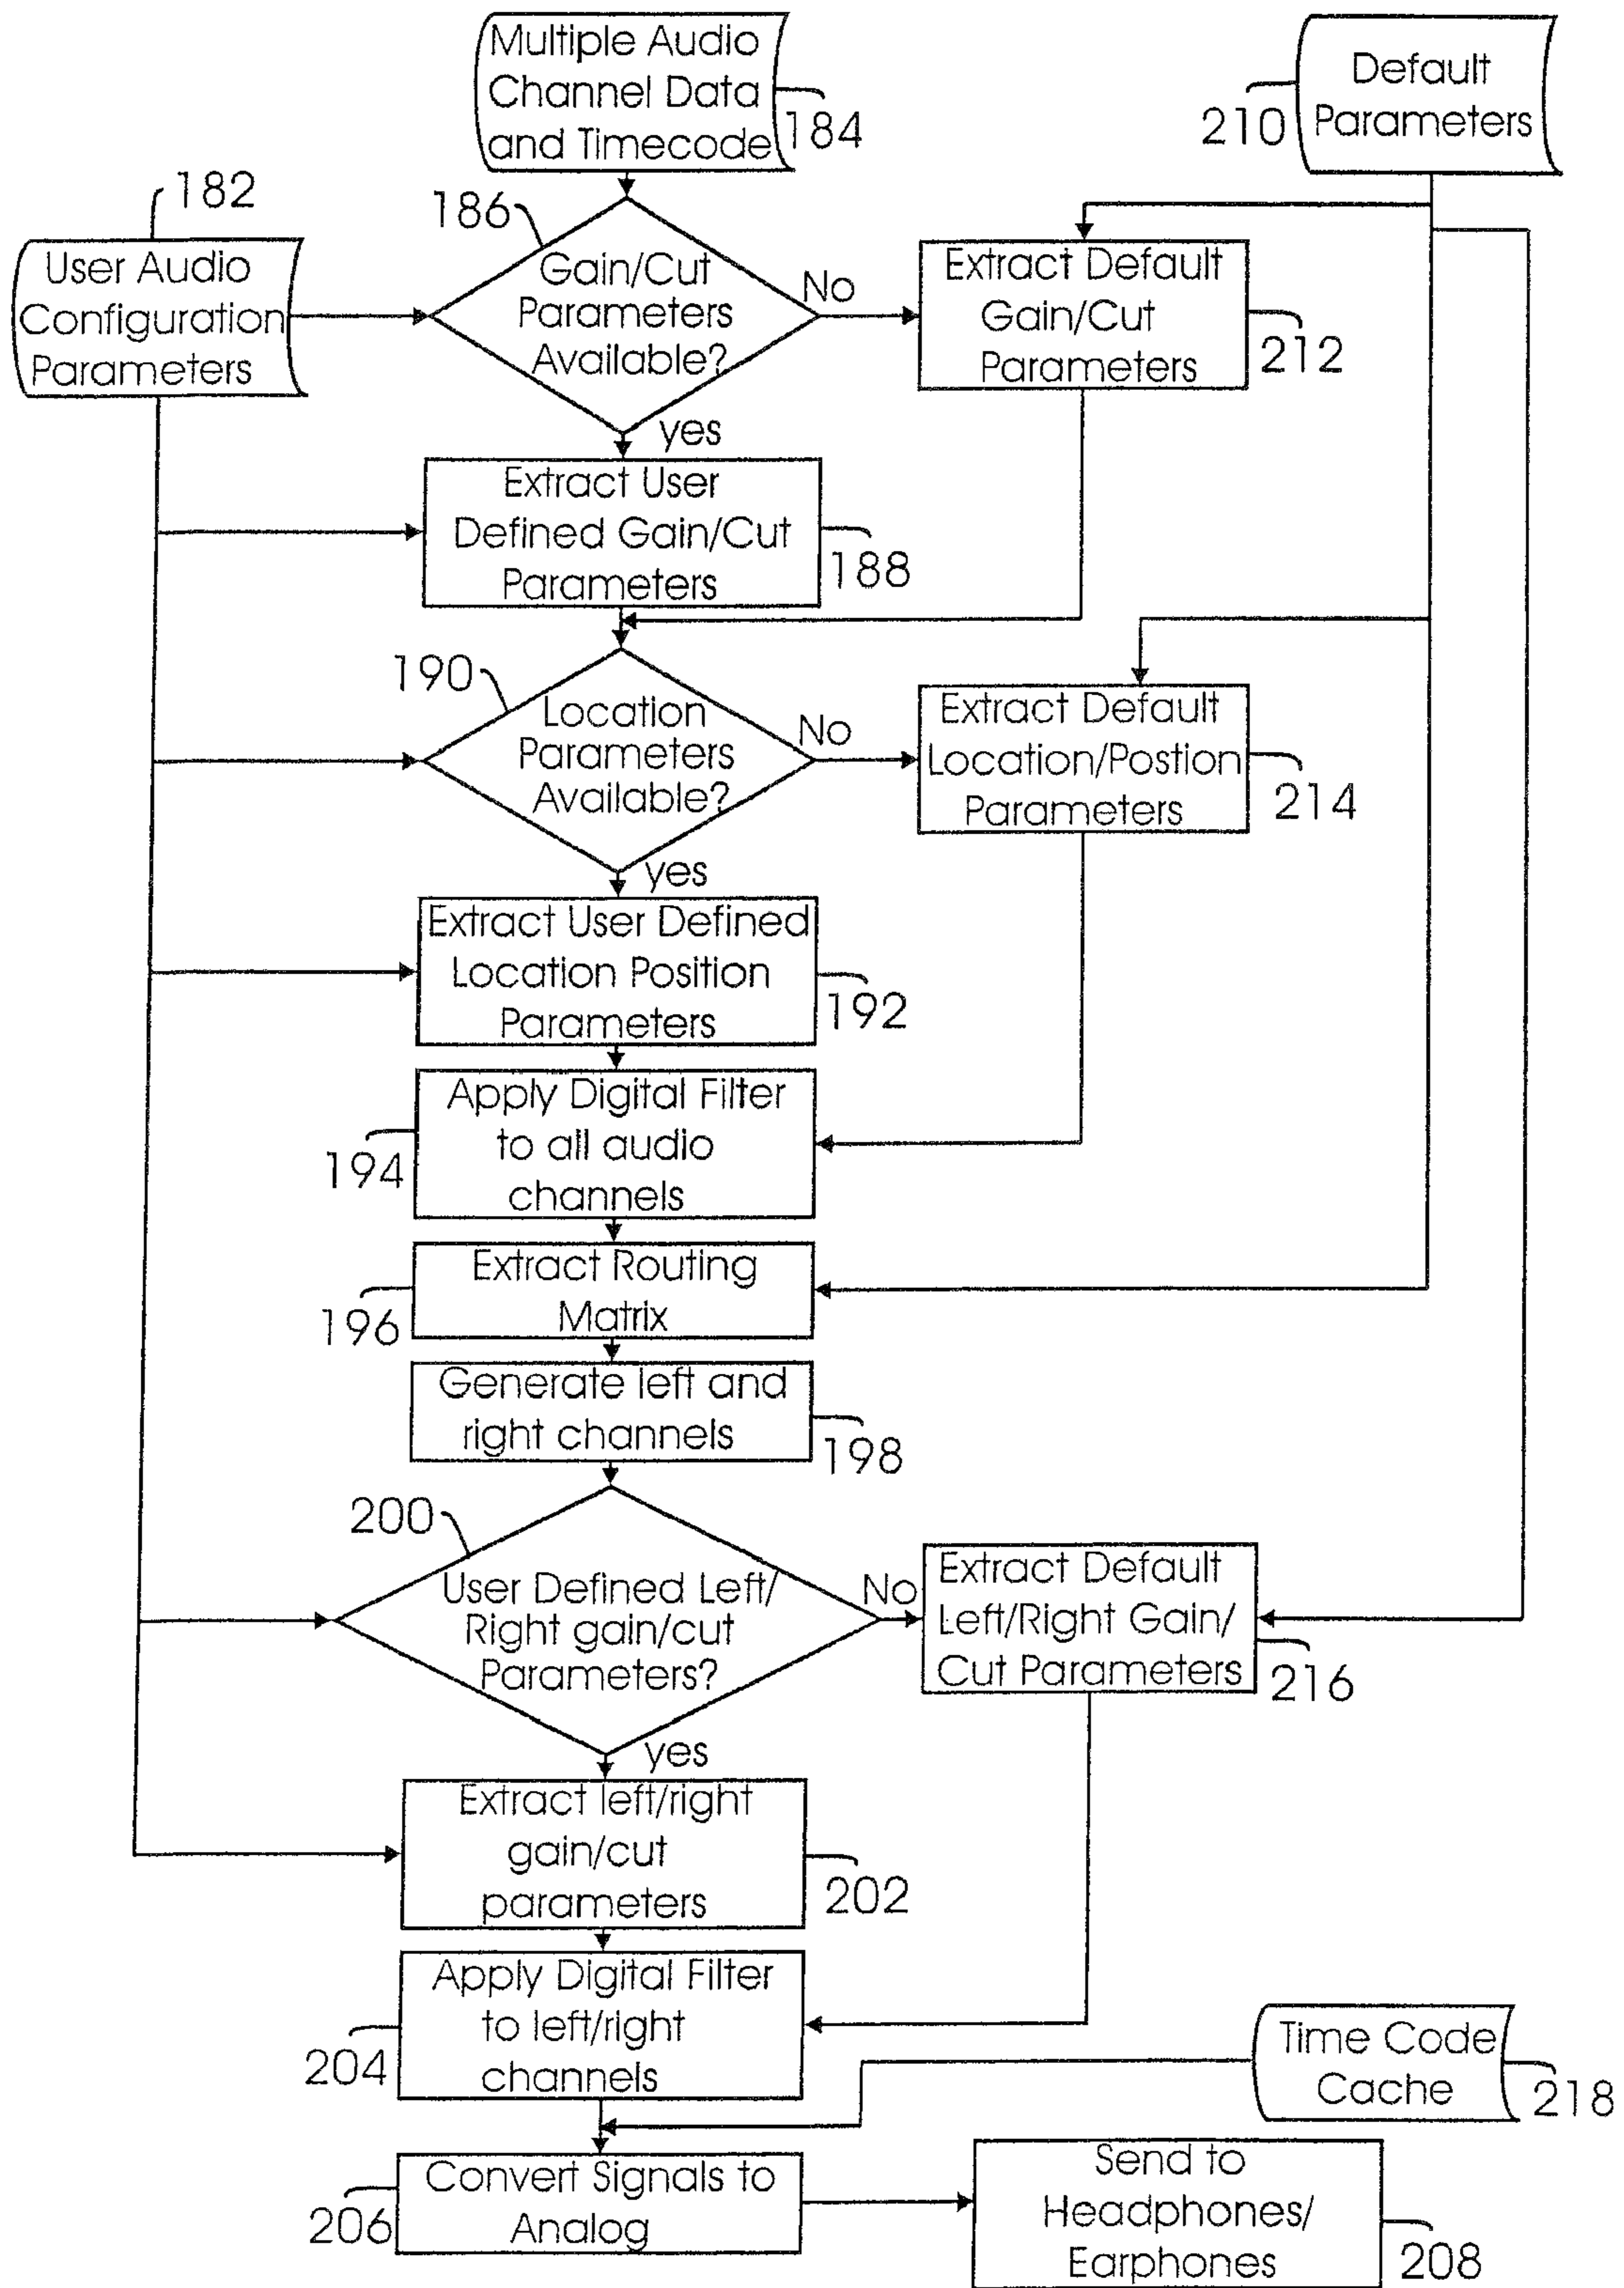 Multiple Audio
Channel Data
and Timecode
184
Default
Parameters
210
182
User Audio
Configuration
Parameters
186
Gain/Cut
Parameters
Available?
No
Extract Default
Gain/Cut
Parameters
212
yes
Extract User
Defined Gain/Cut
Parameters
188
190
Location
Parameters
Available?
No
Extract Default
Location/Postion
Parameters
214
yes
Extract User Defined
Location Position
Parameters
192
Apply Digital Filter
to all audio
channels
194
Extract Routing
Matrix
196
Generate left and
right channels
198
200
User Defined Left/
Right gain/cut
Parameters?
No
Extract Default
Left/Right Gain/
Cut Parameters
216
yes
Extract left/right
gain/cut
parameters
202
Apply Digital Filter
to left/right
channels
204
Time Code
Cache
218
Convert Signals to
Analog
206
Send to
Headphones/
Earphones
208